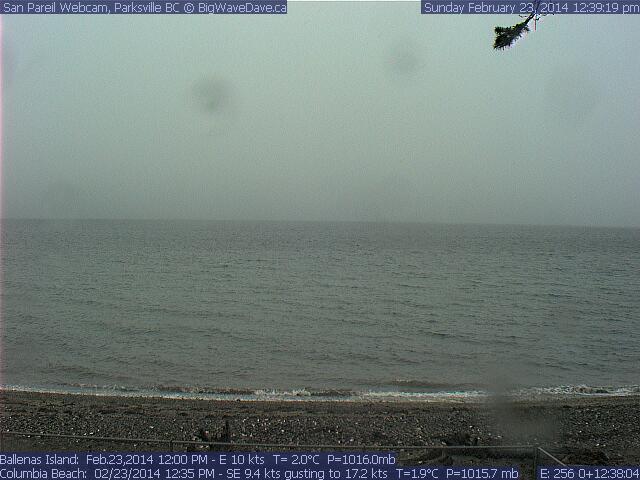 San Pareil Webcam, Parksville BC © BigWaveDave.ca
Sunday February 23, 2014 12:39:19 pm
Ballenas Island: Feb.23,2014 12:00 PM - E 10 kts T= 2.0°C P=1016.0mb
Columbia Beach: 02/23/2014 12:35 PM - SE 9.4 kts gusting to 17.2 kts T=1.9°C P=1015.7 mb
E: 256 0+12:38:04